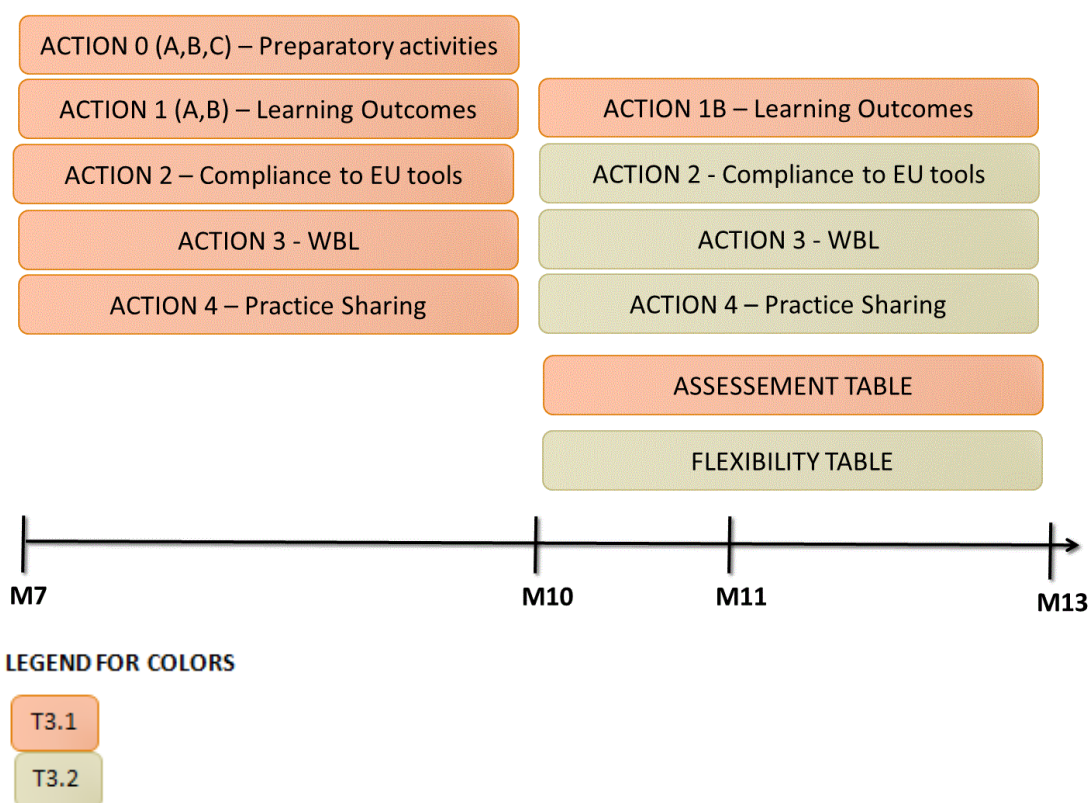 ACTION 0 (A,B,C) – Preparatory activities
ACTION 1 (A,B) – Learning Outcomes
ACTION 2 – Compliance to EU tools
ACTION 3 - WBL
ACTION 4 – Practice Sharing
ACTION 1B – Learning Outcomes
ACTION 2 - Compliance to EU tools
ACTION 3 - WBL
ACTION 4 – Practice Sharing
ASSESSEMENT TABLE
FLEXIBILITY TABLE
M7
M10
M11
M13
LEGEND FOR COLORS
T3.1
T3.2